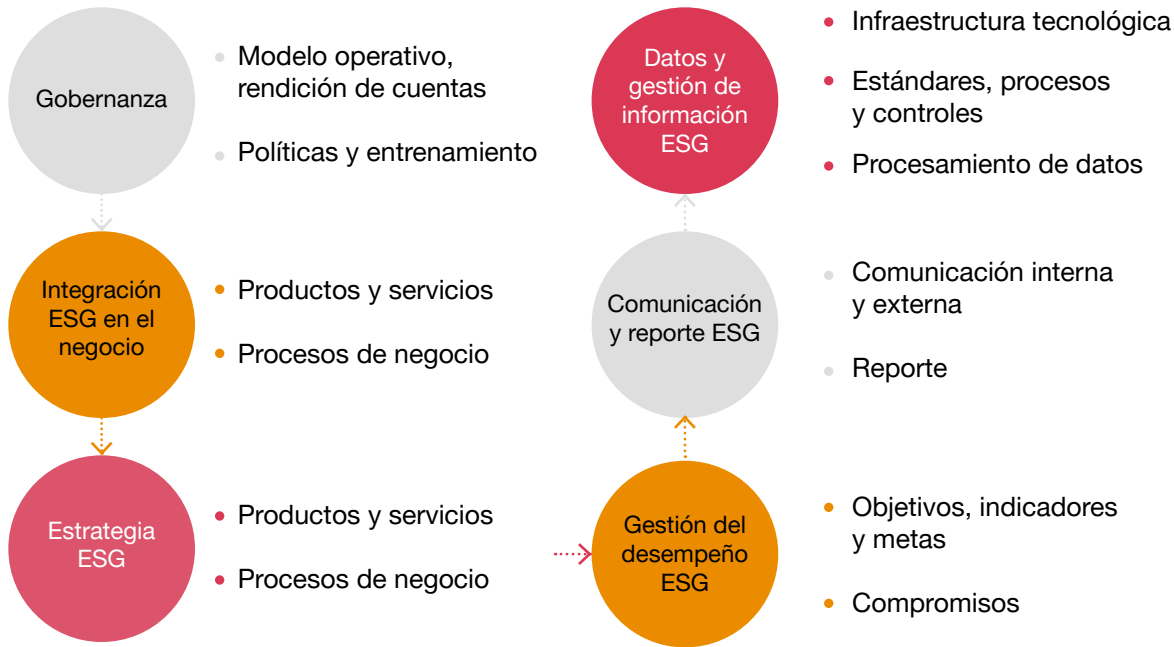 Gobernanza
Modelo operativo,
rendición de cuentas
Políticas y entrenamiento
Integración
ESG en el
negocio
Productos y servicios
Procesos de negocio
Estrategia
ESG
Productos y servicios
Procesos de negocio
Gestión del
desempeño
ESG
Objetivos, indicadores
y metas
Compromisos
Comunicación
y reporte ESG
Comunicación interna
y externa
Reporte
Datos y
gestión de
información
ESG
Infraestructura tecnológica
Estándares, procesos
y controles
Procesamiento de datos